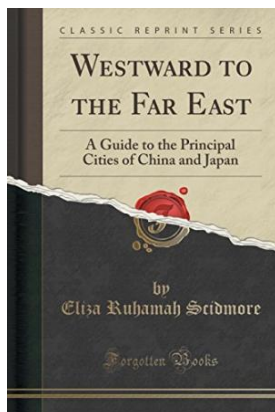 CLASSIC REPRINT SERIES
WESTWARD TO
THE FAR EAST
A Guide to the Principal
Cities of China and Japan
by
Eliza Ruhamah Scidmore
Forgotten Books